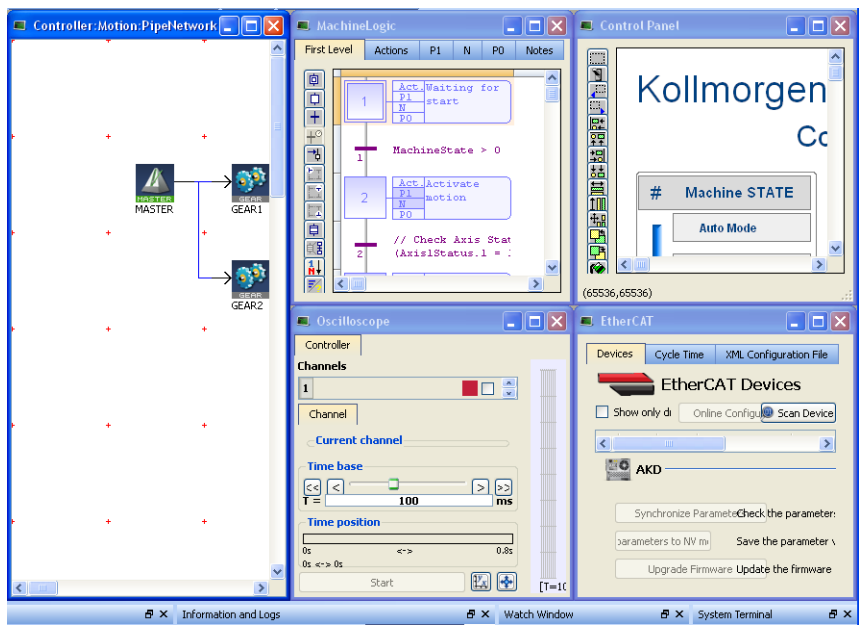 Controller:Motion:PipeNetwork
MASTER
MASTER
GEAR
GEAR1
GEAR
GEAR2
MachineLogic
First Level Actions P1 N P0 Notes
1
Act. Waiting for
P1 start
N
P0
1 MachineState > 0
2
Act. Activate
P1 motion
N
P0
// Check Axis Stat
2 (Axis1Status.1 =
Control Panel
Kollmorgen
Co
# Machine STATE
Auto Mode
(65536,65536)
Oscilloscope
Controller
Channels
1
Channel
Current channel
Time base
<< < > >>
T = 100 ms
Time position
0s <-> 0.8s
0s <-> 0s
Start
[T=10
EtherCAT
Devices Cycle Time XML Configuration File
EtherCAT Devices
Show only di Online Configu Scan Device
AKD
Synchronize Paramete Check the parameter:
parameters to NV me Save the parameter v
Upgrade Firmware Update the firmware
Information and Logs Watch Window System Terminal